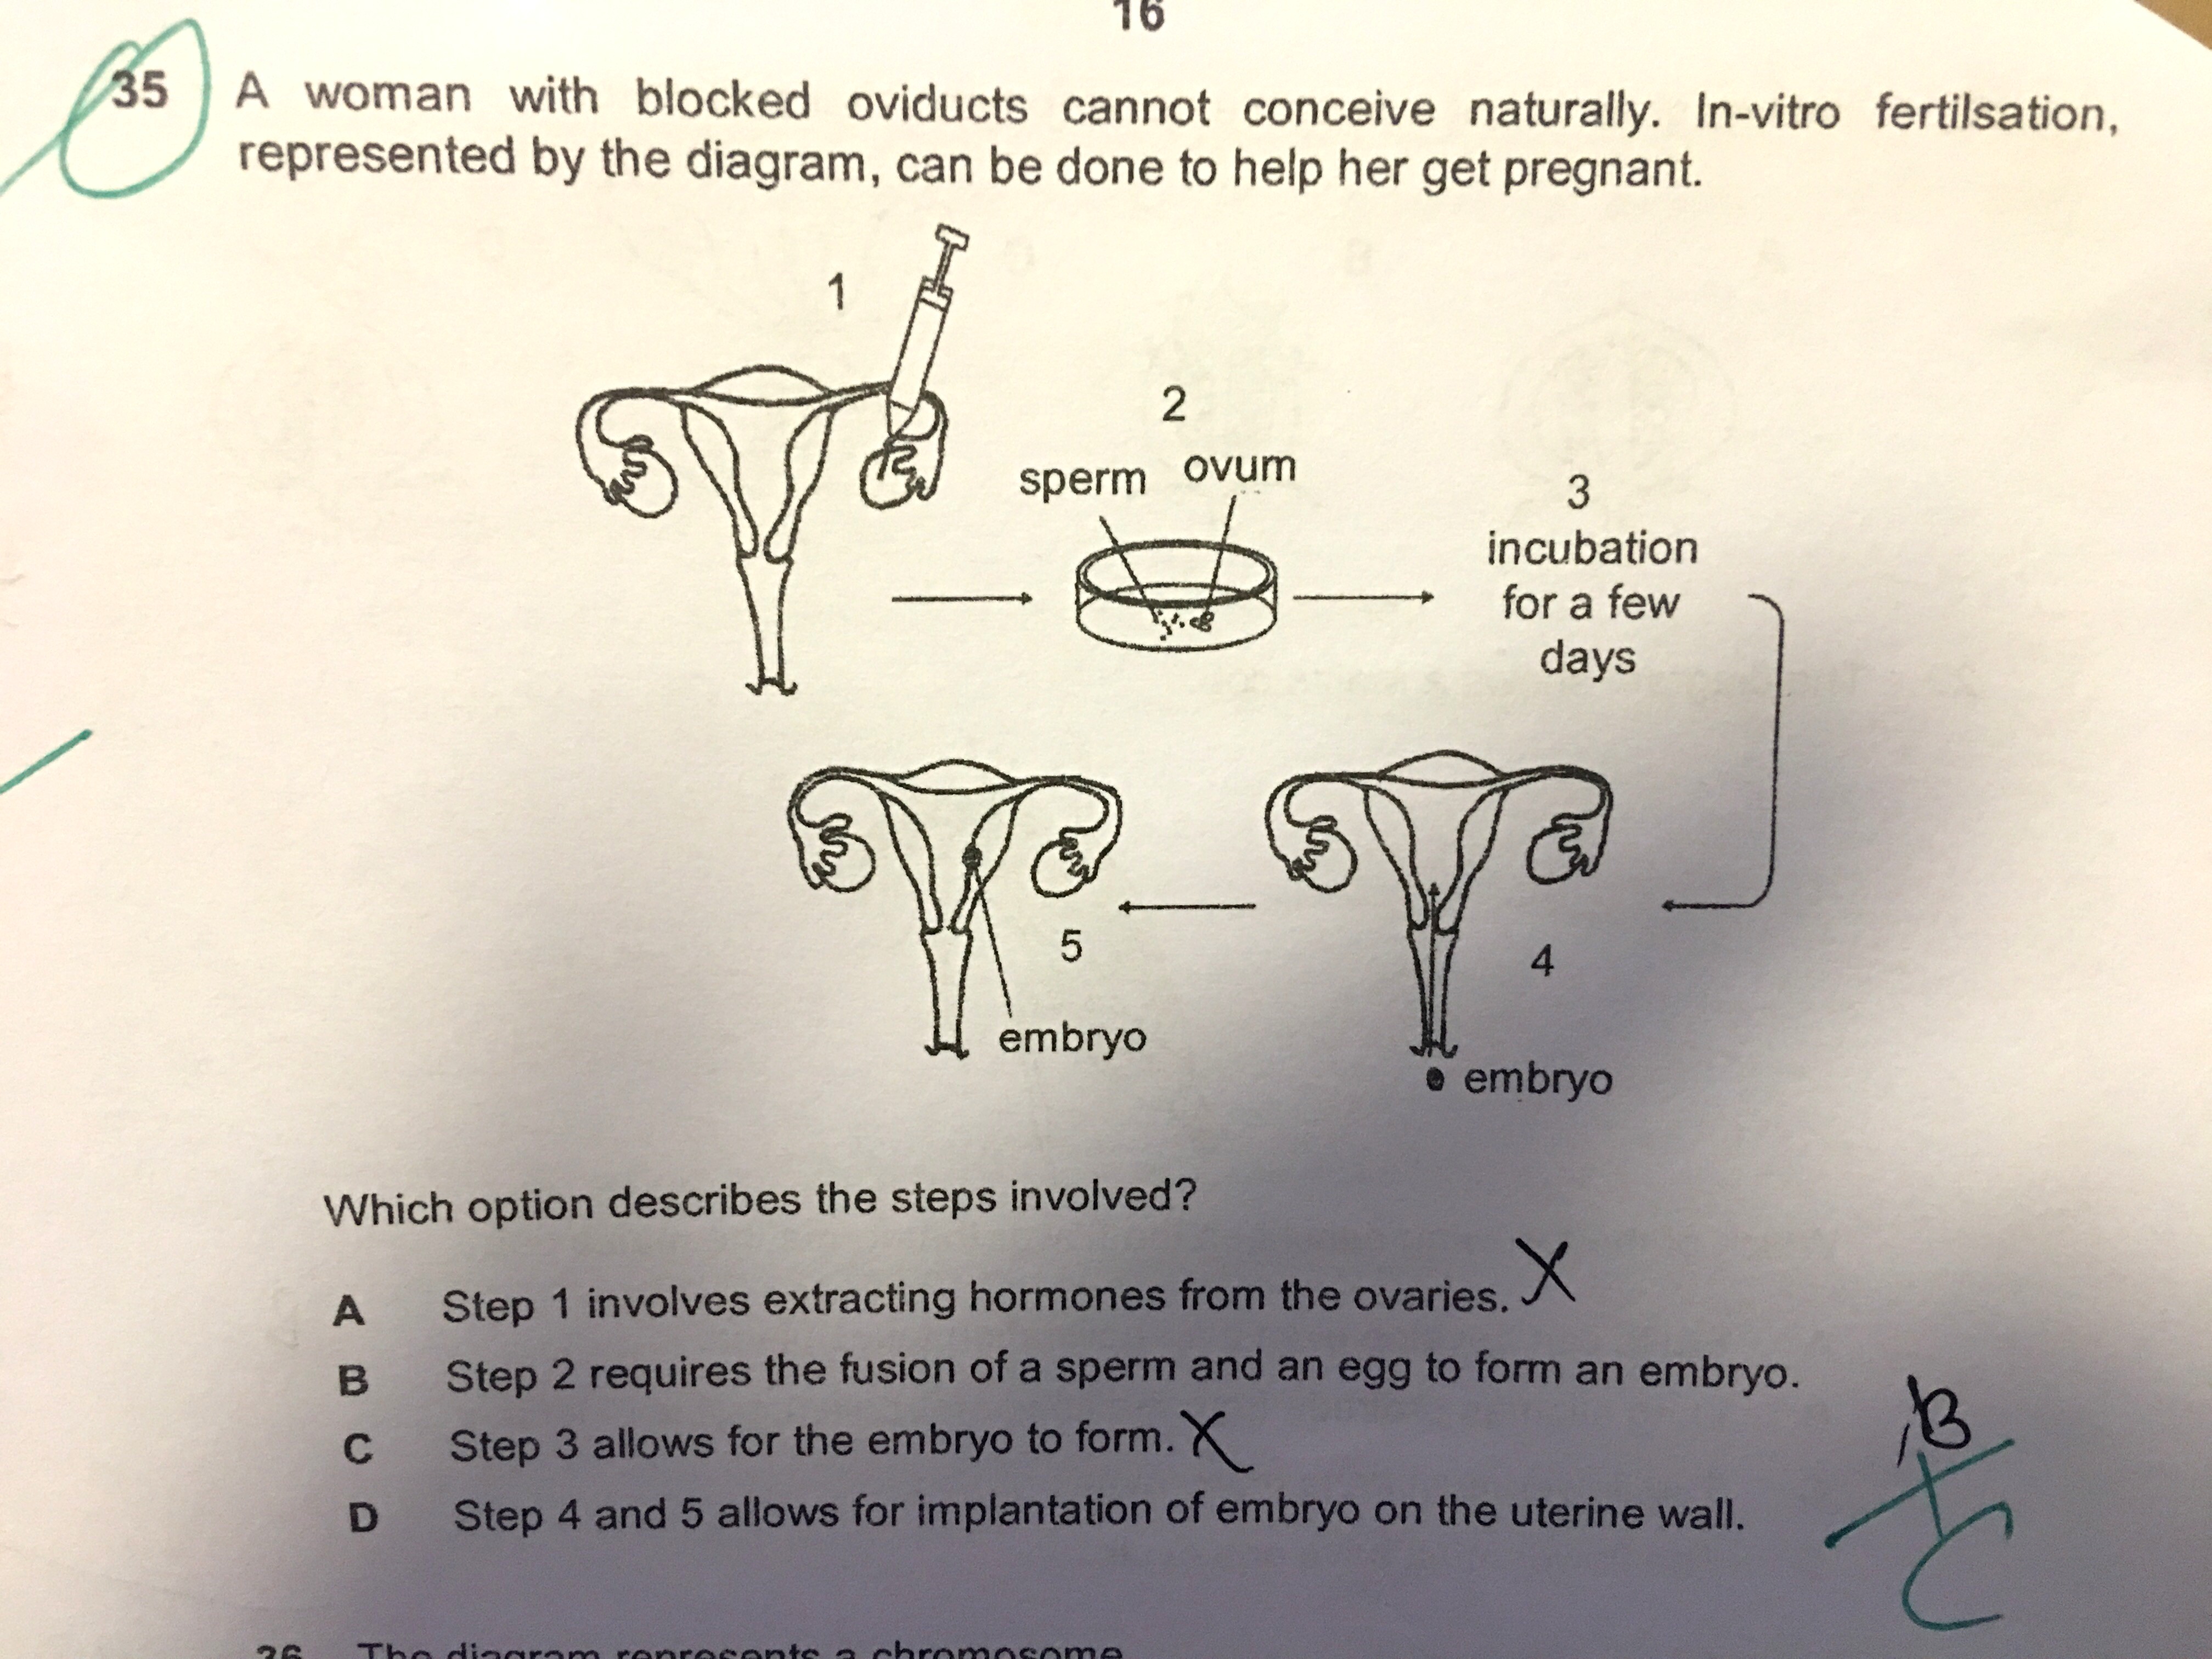 16
35 A woman with blocked oviducts cannot conceive naturally. In-vitro fertilsation,
represented by the diagram, can be done to help her get pregnant.
1
2
sperm ovum
3
incubation
for a few
days
5
4
embryo
embryo
Which option describes the steps involved?
A Step 1 involves extracting hormones from the ovaries. X
B Step 2 requires the fusion of a sperm and an egg to form an embryo.
C Step 3 allows for the embryo to form. X
D Step 4 and 5 allows for implantation of embryo on the uterine wall.
B
C
36 The diagram represents a chromosome